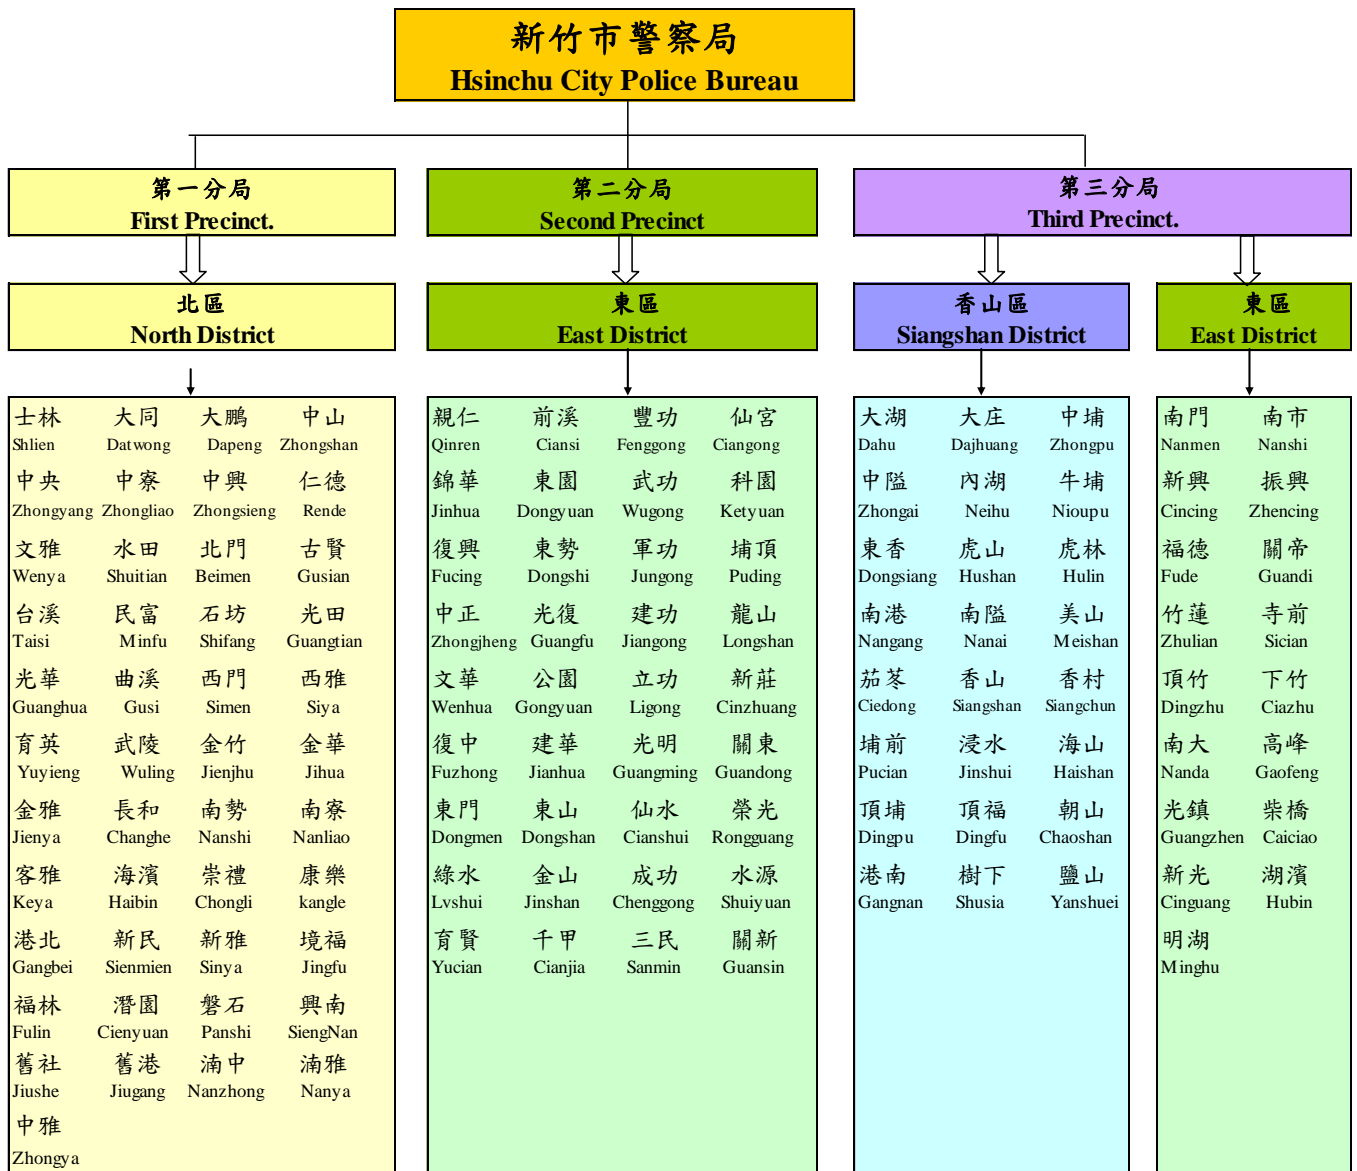 新竹市警察局
Hsinchu City Police Bureau
第一分局
First Precinct.
第二分局
Second Precinct
第三分局
Third Precinct.
北區
North District
東區
East District
香山區
Siangshan District
東區
East District
士林 大同 大鵬 中山
Shlien Datwong Dapeng Zhongshan
中央 中寮 中興 仁德
Zhongyang Zhongliao Zhongsieng Rende
文雅 水田 北門 古賢
Wenya Shuitian Beimen Gusian
台溪 民富 石坊 光田
Taisi Minfu Shifang Guangtian
光華 曲溪 西門 西雅
Guanghua Gusi Simen Siya
育英 武陵 金竹 金華
Yuyieng Wuling Jienjhu Jihua
金雅 長和 南勢 南寮
Jienya Changhe Nanshi Nanliao
客雅 海濱 崇禮 康樂
Keya Haibin Chongli kangle
港北 新民 新雅 境福
Gangbei Sienmien Sinya Jingfu
福林 潛園 磐石 興南
Fulin Cienyuan Panshi SiengNan
舊社 舊港 湳中 湳雅
Jiushe Jiugang Nanzhong Nanya
中雅
Zhongya
親仁 前溪 豐功 仙宮
Qinren Ciansi Fenggong Ciangong
錦華 東園 武功 科園
Jinhua Dongyuan Wugong Ketyuan
復興 東勢 軍功 埔頂
Fucing Dongshi Jungong Puding
中正 光復 建功 龍山
Zhongjheng Guangfu Jiangong Longshan
文華 公園 立功 新莊
Wenhua Gongyuan Ligong Cinzhuang
復中 建華 光明 關東
Fuzhong Jianhua Guangming Guandong
東門 東山 仙水 榮光
Dongmen Dongshan Cianshui Rongguang
綠水 金山 成功 水源
Lvshui Jinshan Chenggong Shuiyuan
育賢 千甲 三民 關新
Yucian Cianjia Sanmin Guansin
大湖 大庄 中埔
Dahu Dajhuang Zhongpu
中隘 內湖 牛埔
Zhongai Neihu Nioupu
東香 虎山 虎林
Dongsiang Hushan Hulin
南港 南隘 美山
Nangang Nanai Meishan
茄苳 香山 香村
Ciedong Siangshan Siangchun
埔前 浸水 海山
Pucian Jinshui Haishan
頂埔 頂福 朝山
Dingpu Dingfu Chaoshan
港南 樹下 鹽山
Gangnan Shusia Yanshuei
南門 南市
Nanmen Nanshi
新興 振興
Cincing Zhencing
福德 關帝
Fude Guandi
竹蓮 寺前
Zhulian Sician
頂竹 下竹
Dingzhu Ciazhu
南大 高峰
Nanda Gaofeng
光鎮 柴橋
Guangzhen Caiciao
新光 湖濱
Cinguang Hubin
明湖
Minghu